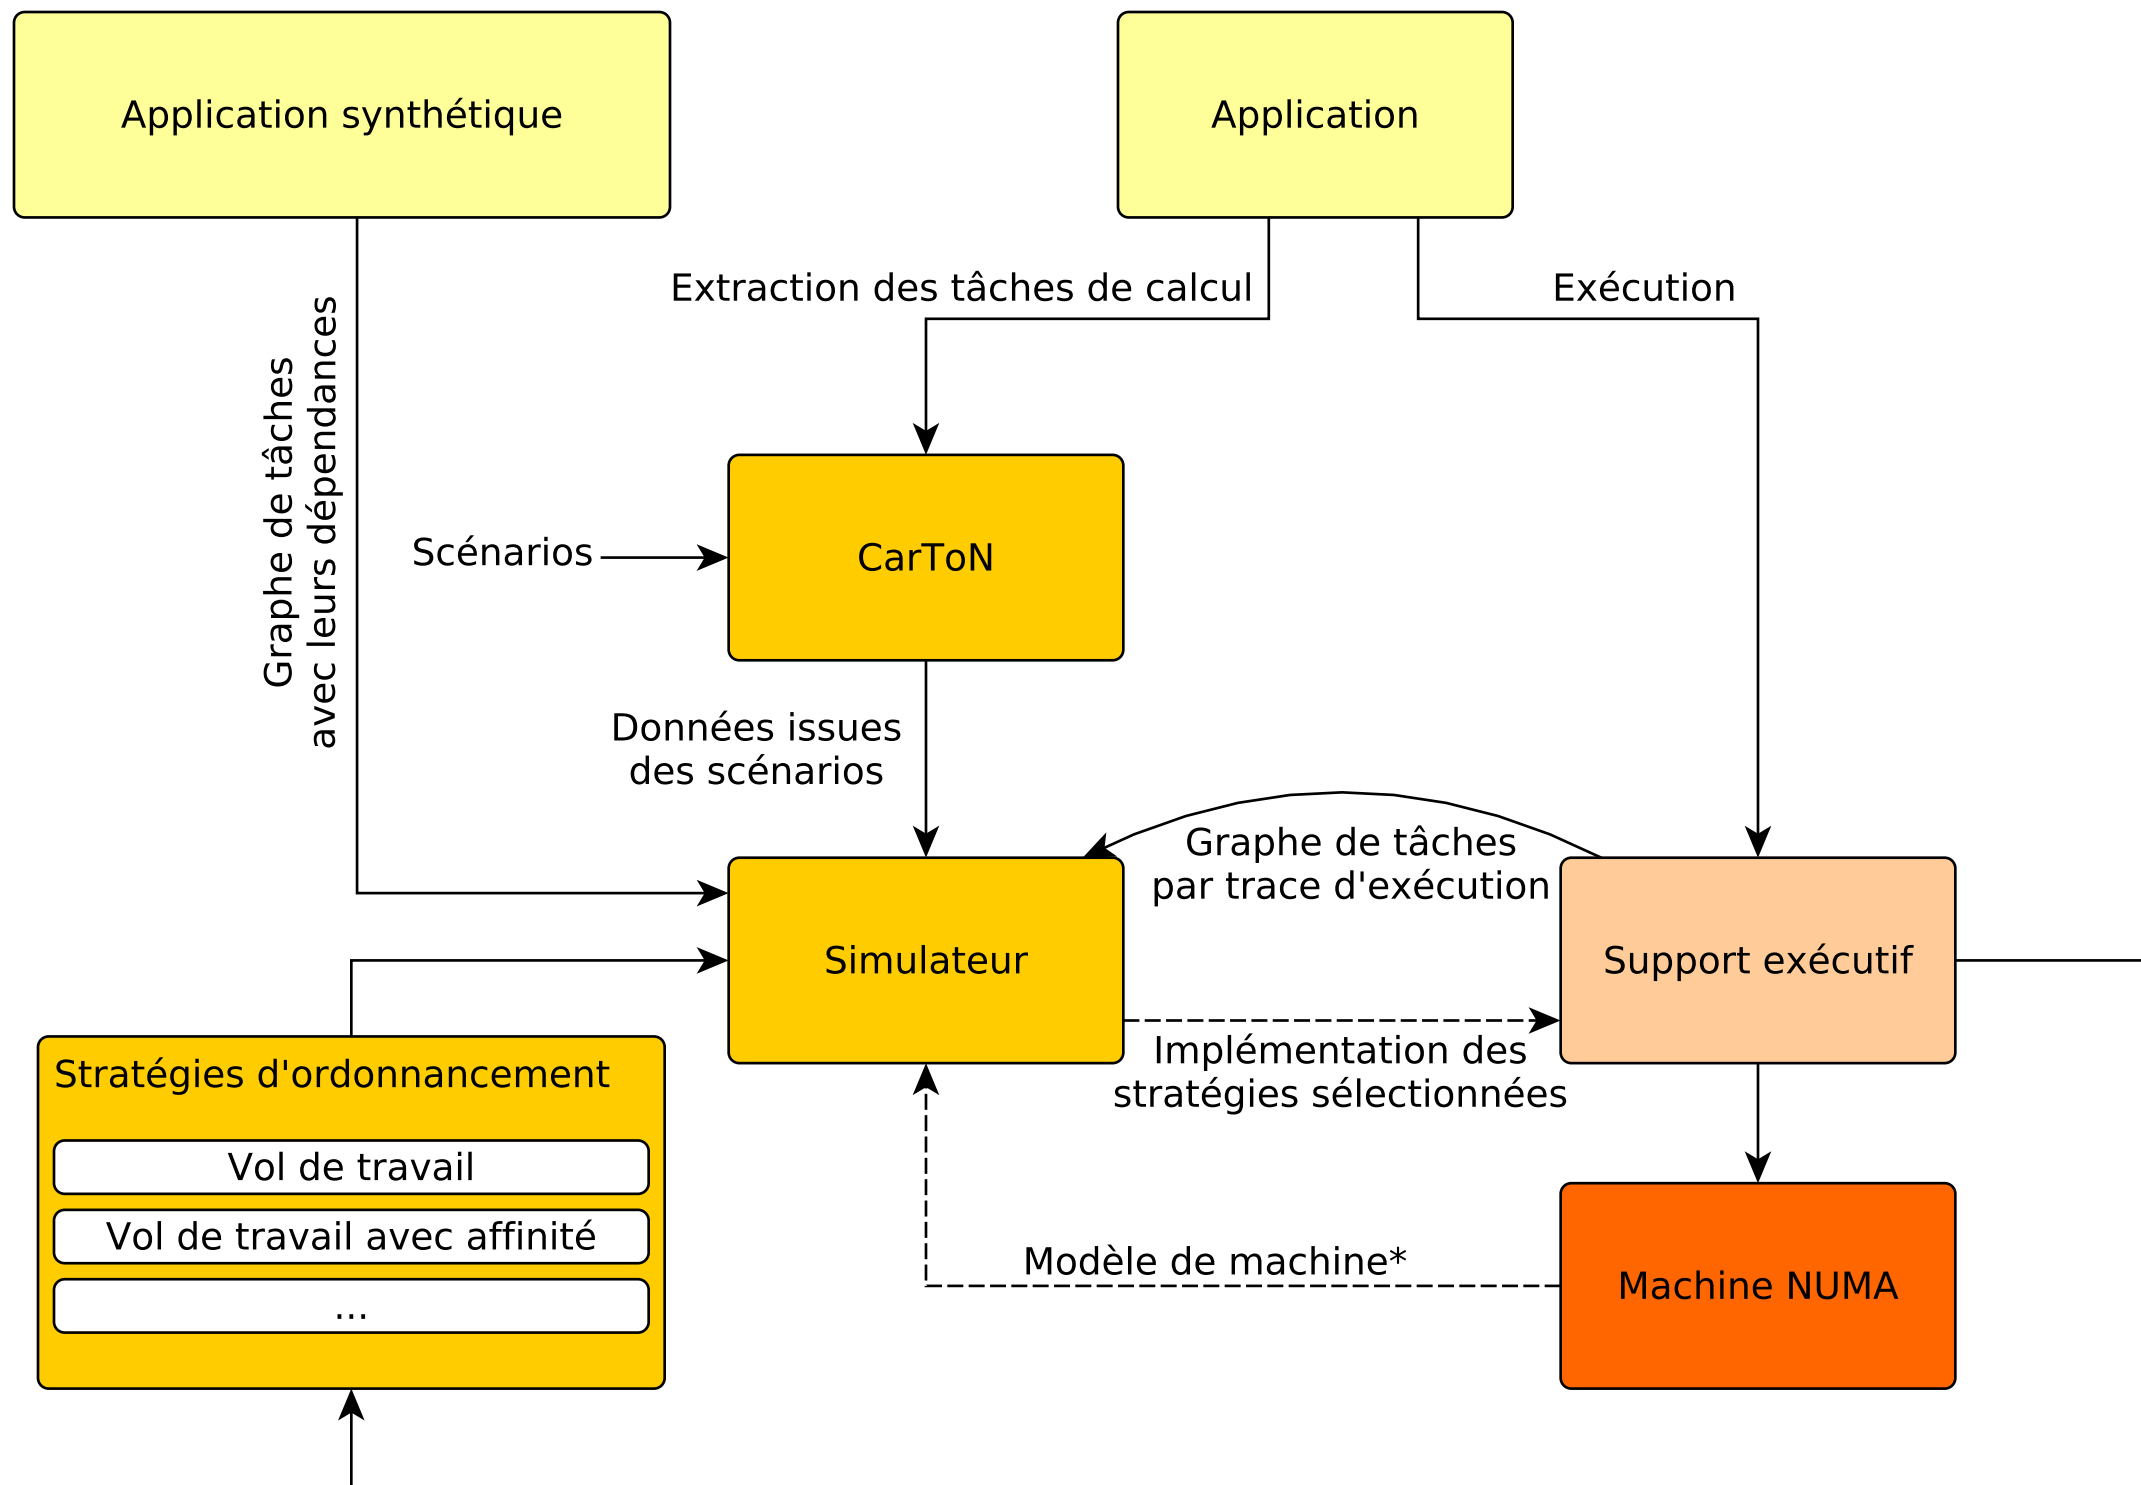 Application synthétique
Application
Extraction des tâches de calcul
Exécution
Graphe de tâches
avec leurs dépendances
Scénarios
CarToN
Données issues
des scénarios
Graphe de tâches
par trace d'exécution
Simulateur
Support exécutif
Implémentation des
stratégies sélectionnées
Stratégies d'ordonnancement
Vol de travail
Vol de travail avec affinité
...
Modèle de machine*
Machine NUMA